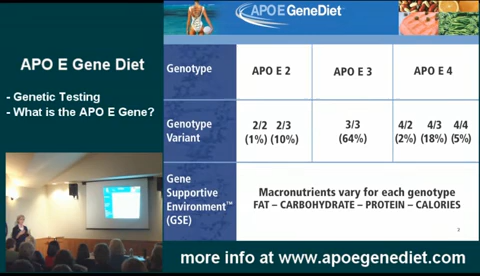 APO E Gene Diet
- Genetic Testing
- What is the APO E Gene?
APO E GeneDiet™
Genotype APO E 2 APO E 3 APO E 4
Genotype Variant 2/2 (1%) 2/3 (10%) 3/3 (64%) 4/2 (2%) 4/3 (18%) 4/4 (5%)
Gene
Supportive
Environment™
(GSE)
Macronutrients vary for each genotype
FAT – CARBOHYDRATE – PROTEIN – CALORIES
more info at www.apoegenediet.com